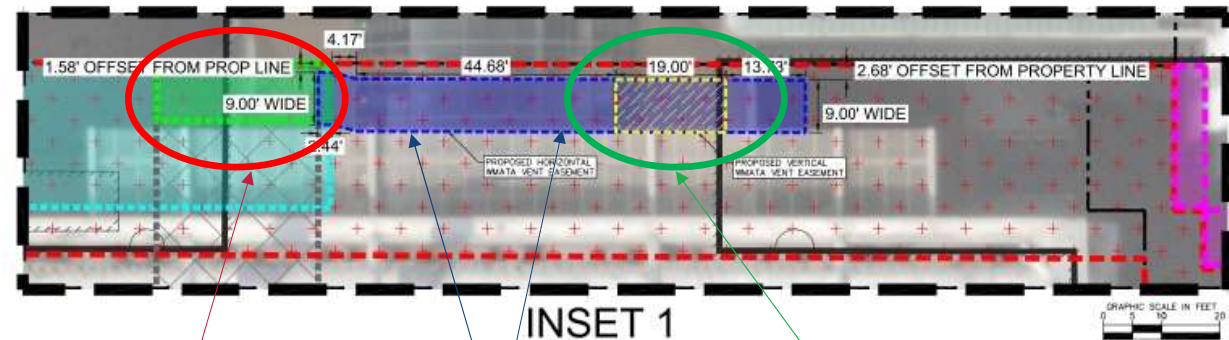 4.17'
1.58' OFFSET FROM PROP LINE
44.68'
19.00'
2.68' OFFSET FROM PROPERTY LINE
9.00' WIDE
9.00' WIDE
PROPOSED HORIZONTAL
WMATA VENT EASEMENT
PROPOSED VERTICAL
WMATA VENT EASEMENT
INSET 1
GRAPHIC SCALE IN FEET
0 5 10 20